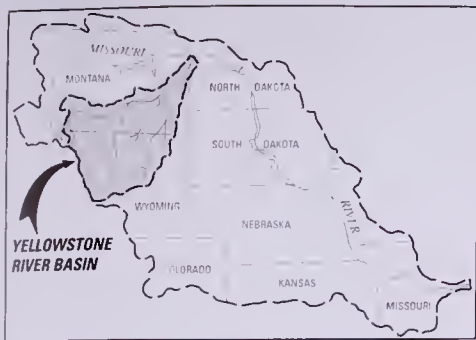 MISSOURI
MONTANA
NORTH DAKOTA
SOUTH DAKOTA
WYOMING
RIVER
NEBRASKA
YELLOWSTONE
RIVER BASIN
COLORADO
KANSAS
MISSOURI